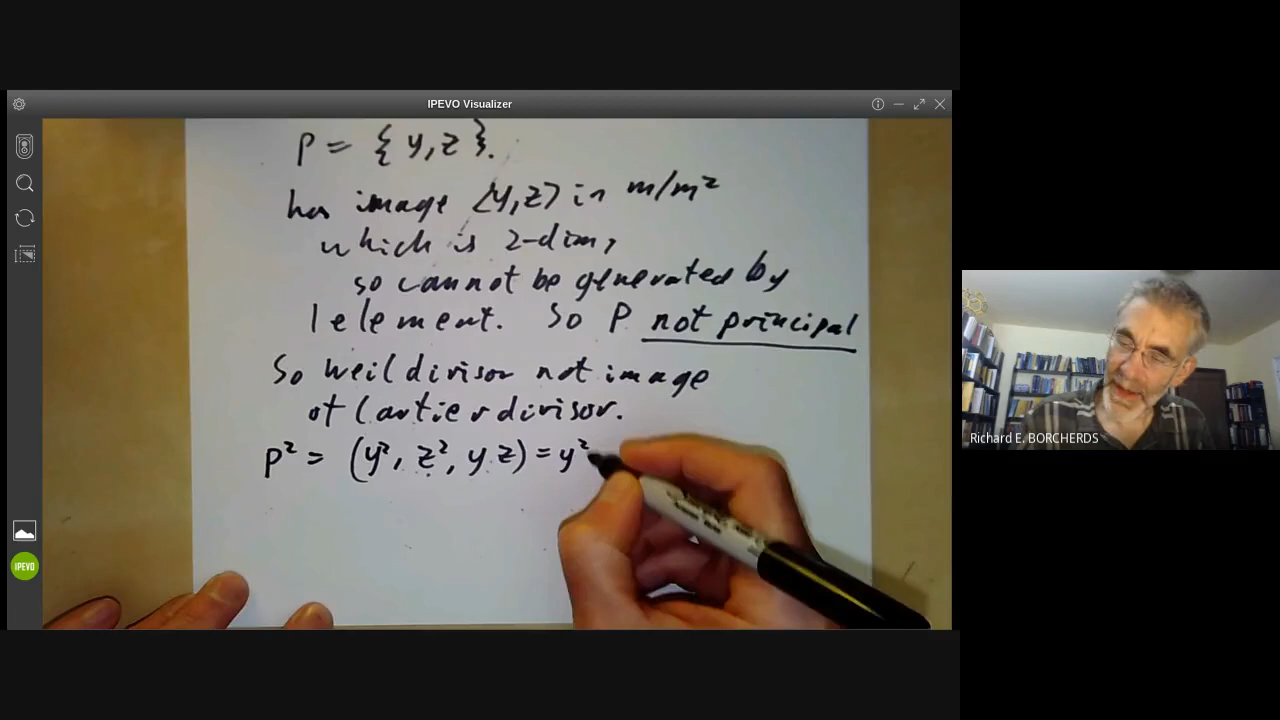 IPEVO Visualizer
P = { y, z }.
has image ⟨y, z⟩ in m/m²
which is 2-dim,
so cannot be generated by
1 element. So P not principal
So Weil divisor not image
of Cartier divisor.
P² = (y², z², y z) = y²
Richard E. BORCHERDS
IPEVO